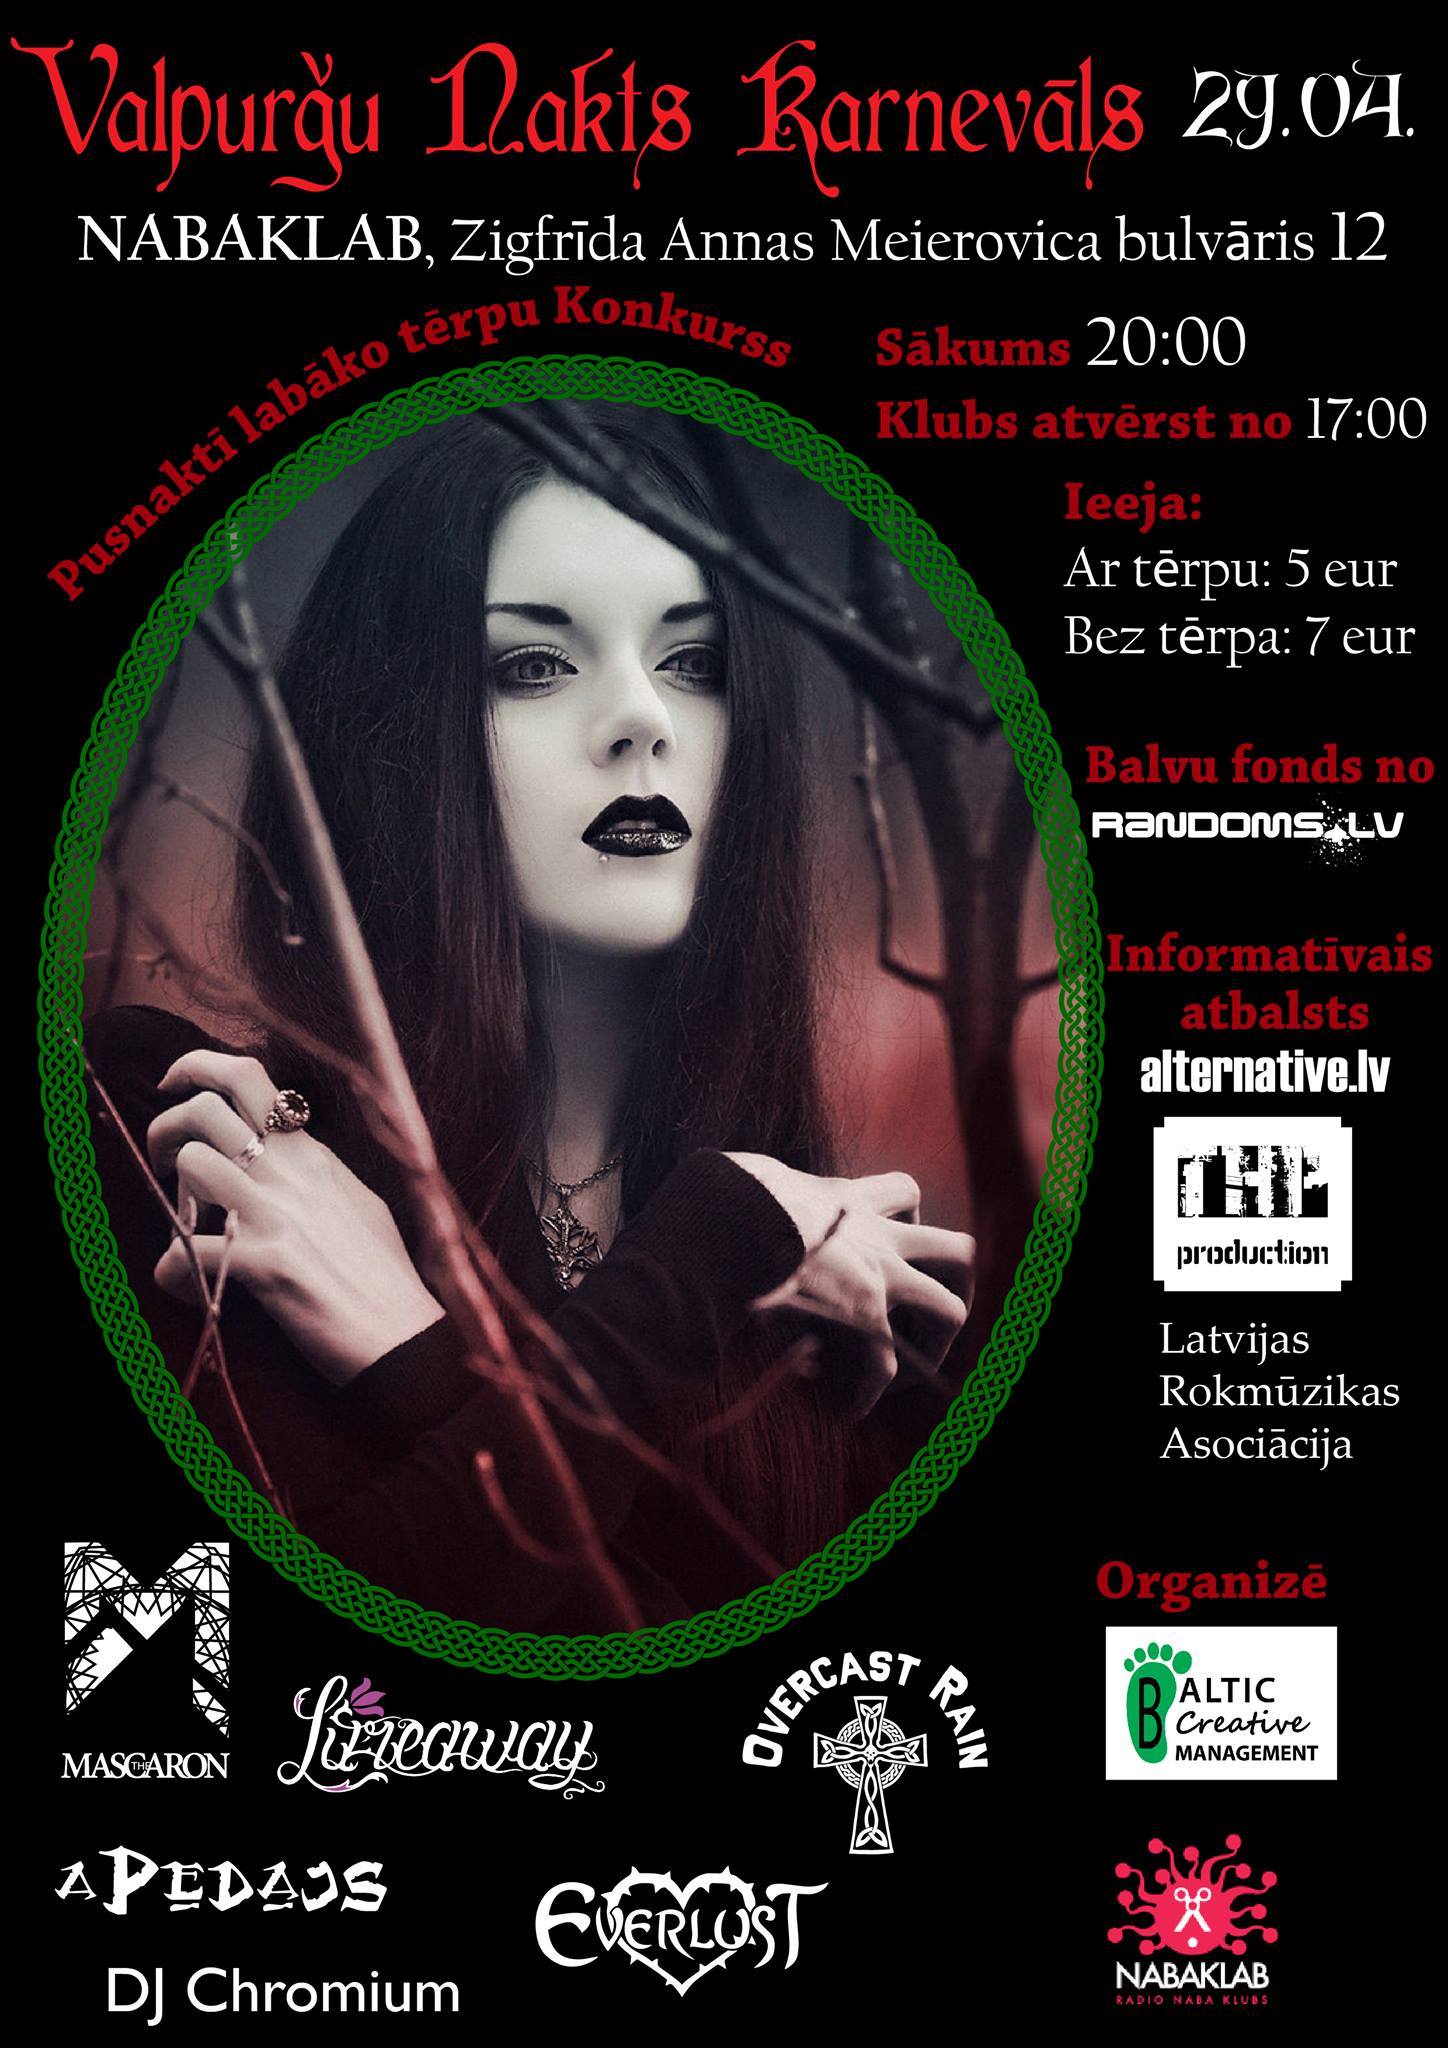 Valpurģu Nakts Karnevāls 29.04.
NABAKLAB, Zigfrīda Annas Meierovica bulvāris 12
Pusnaktī labāko tērpu Konkurss
Sākums 20:00
Klubs atvērst no 17:00
Ieeja:
Ar tērpu: 5 eur
Bez tērpa: 7 eur
Balvu fonds no
RANDOMS.LV
Informatīvais
atbalsts
alternative.lv
production
Latvijas
Rokmūzikas
Asociācija
Organizē
BALTIC
Creative
MANAGEMENT
NABAKLAB
RADIO NABA KLUBS
M
THE MASCARON
Lireaway
OVERCAST RAIN
APEDAJS
EVERLUST
DJ Chromium